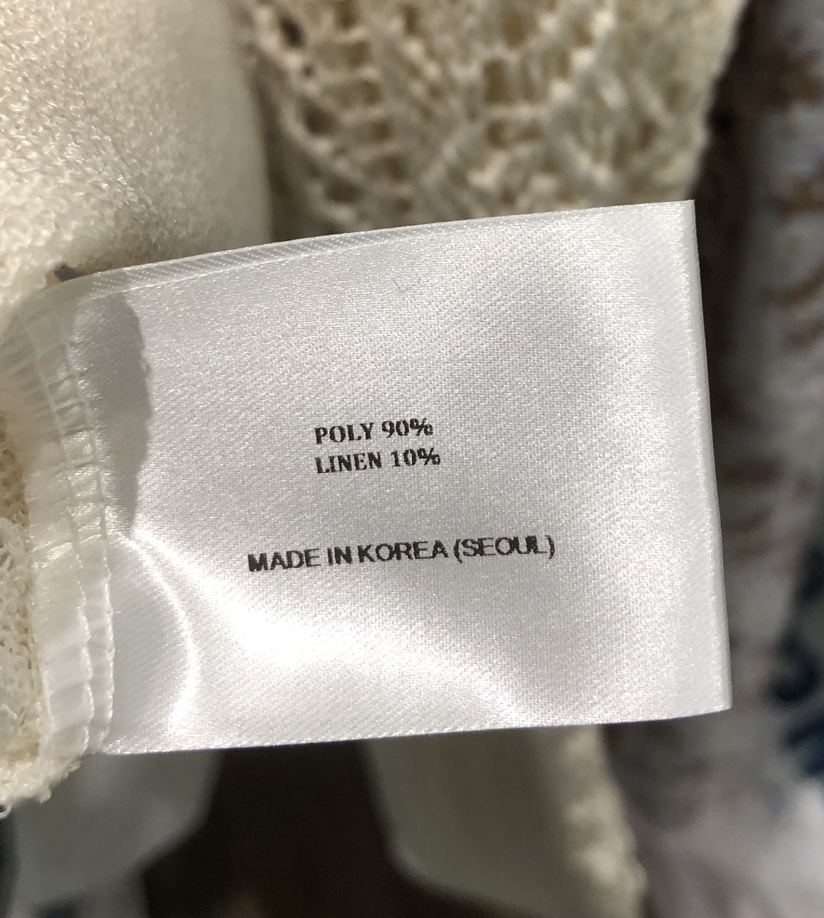 POLY 90%
LINEN 10%
MADE IN KOREA (SEOUL)